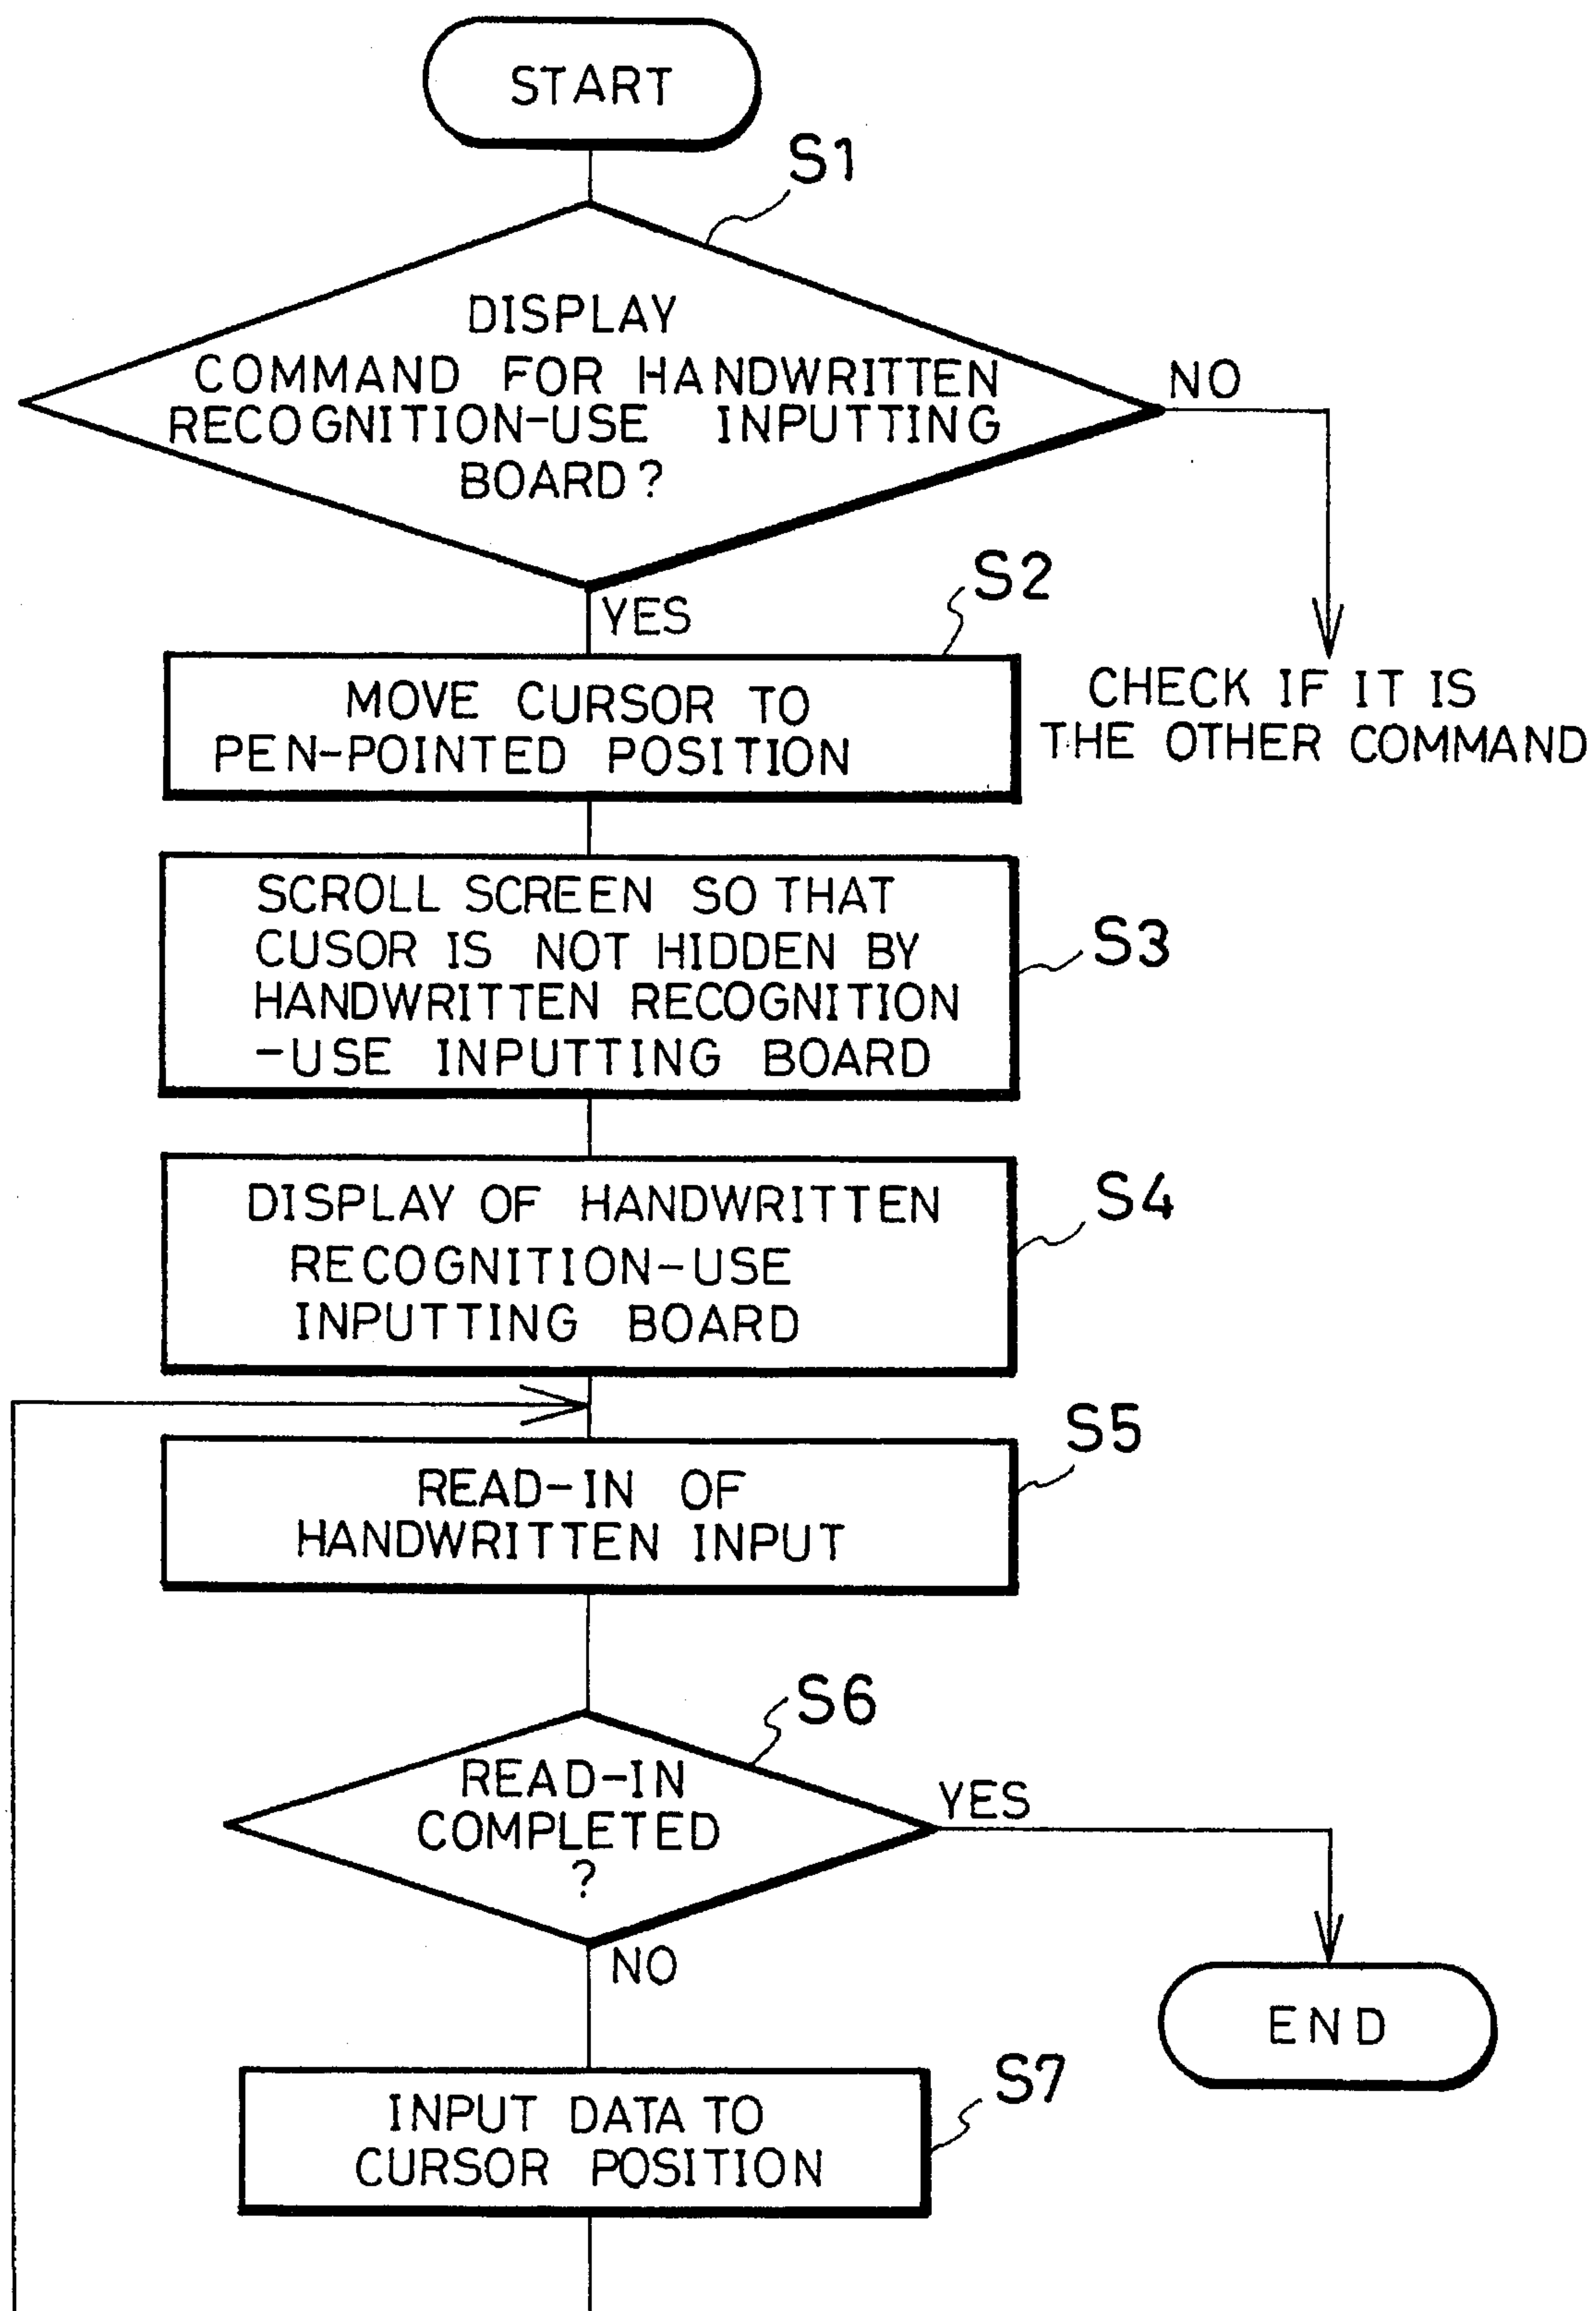 START
S1
DISPLAY
COMMAND FOR HANDWRITTEN
RECOGNITION-USE INPUTTING
BOARD?
NO
YES
S2
MOVE CURSOR TO
PEN-POINTED POSITION
CHECK IF IT IS
THE OTHER COMMAND
SCROLL SCREEN SO THAT
CUSOR IS NOT HIDDEN BY
HANDWRITTEN RECOGNITION
-USE INPUTTING BOARD
S3
DISPLAY OF HANDWRITTEN
RECOGNITION-USE
INPUTTING BOARD
S4
S5
READ-IN OF
HANDWRITTEN INPUT
S6
READ-IN
COMPLETED
?
YES
NO
END
S7
INPUT DATA TO
CURSOR POSITION